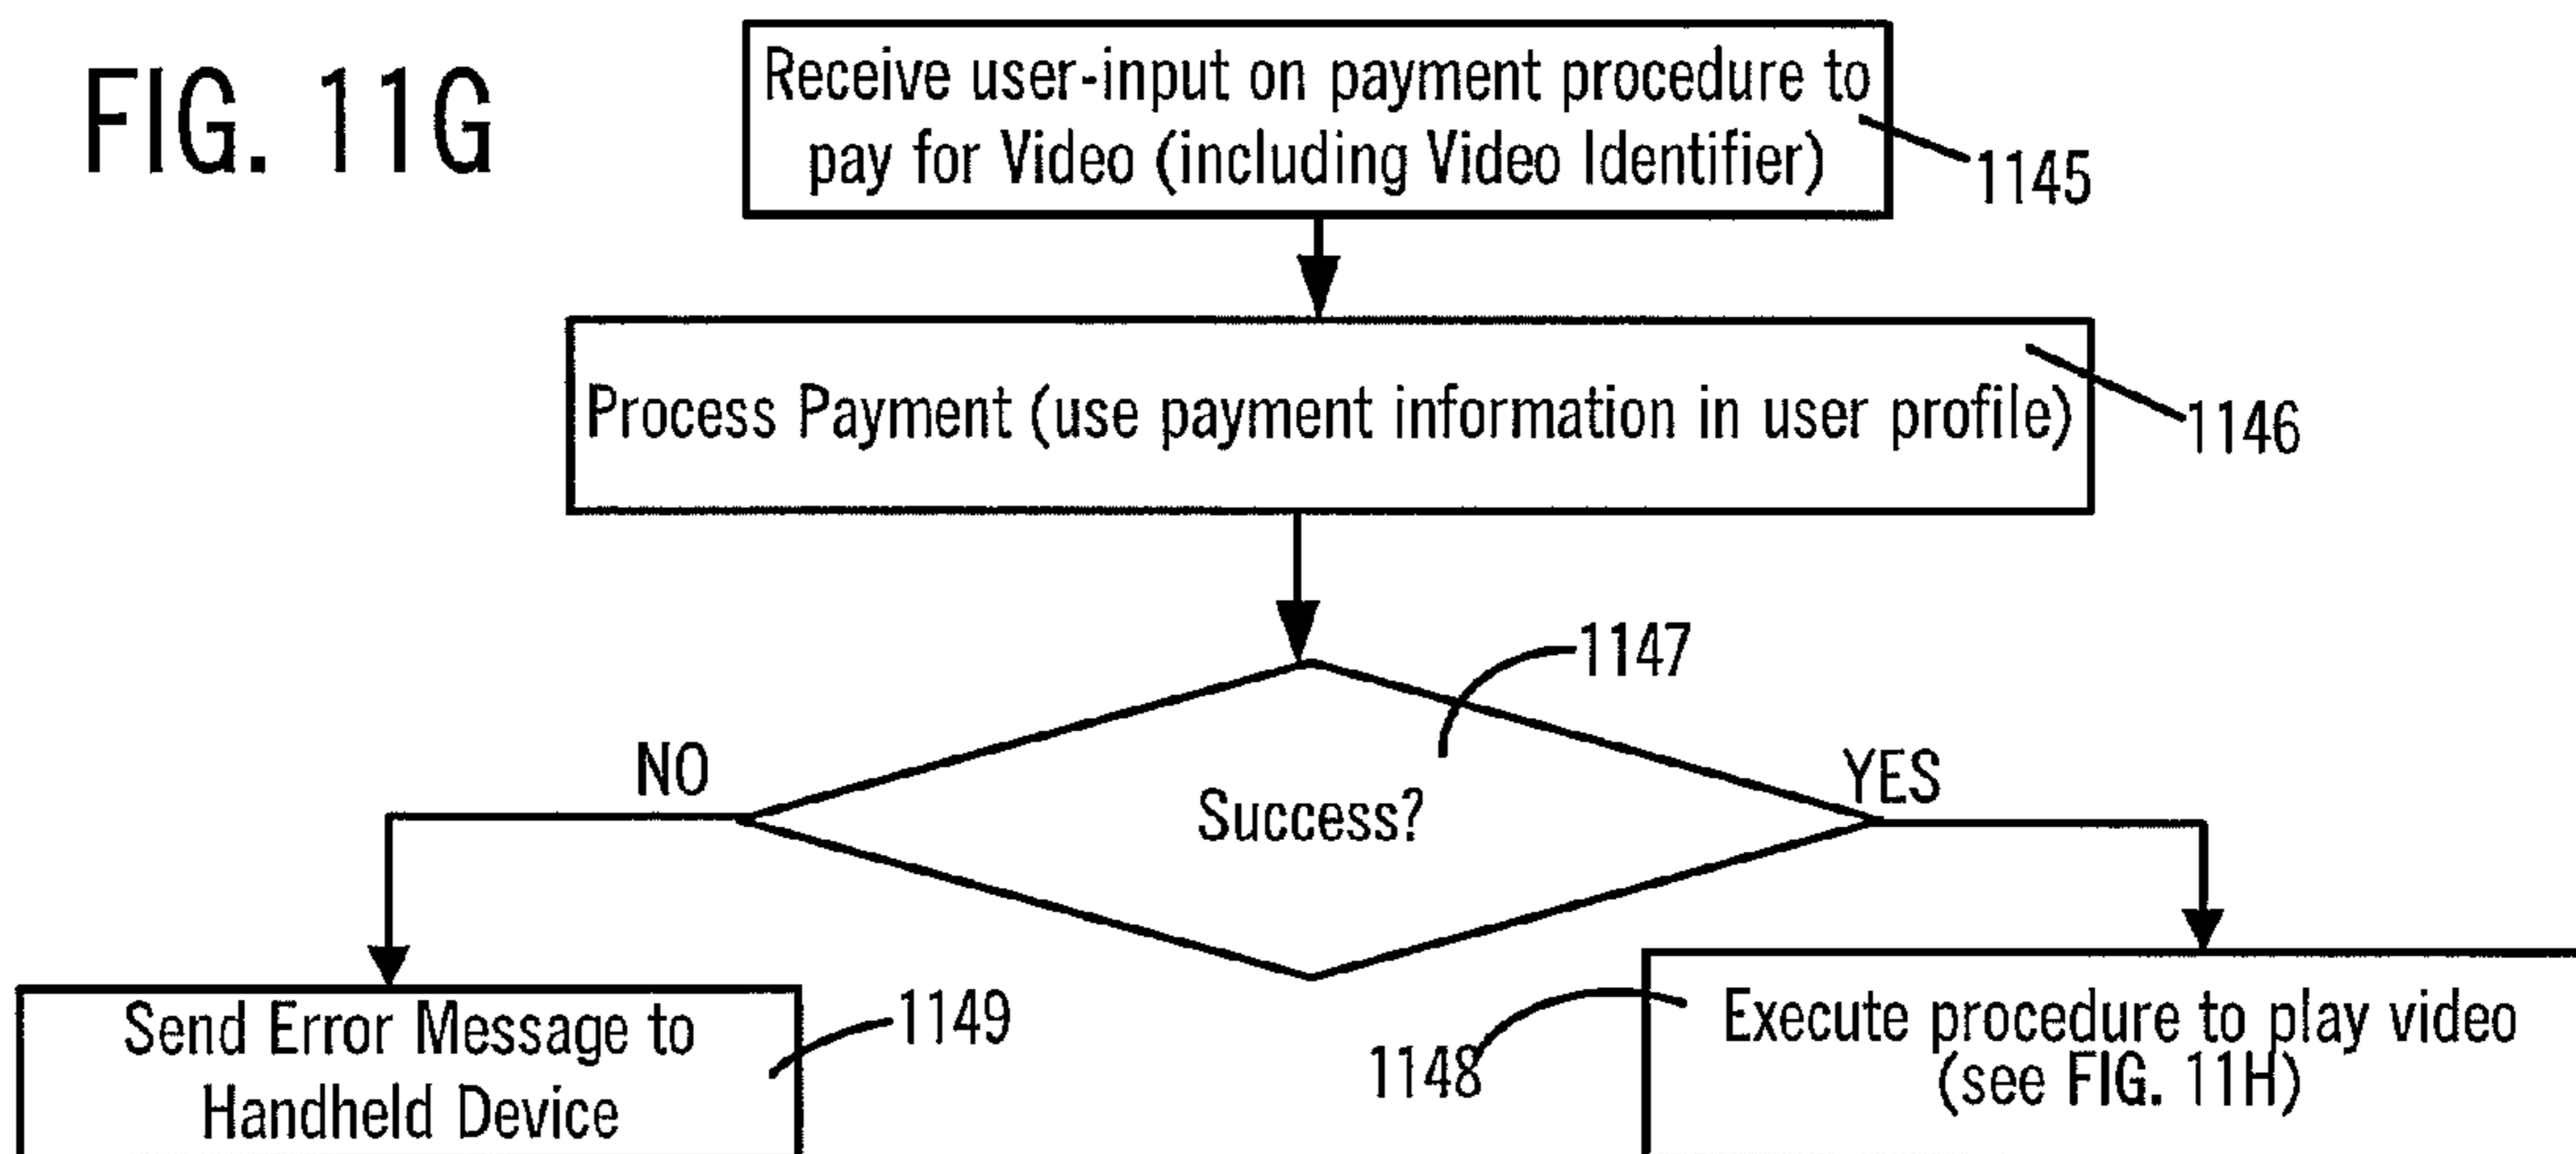 FIG. 11G
Receive user-input on payment procedure to
pay for Video (including Video Identifier)
1145
Process Payment (use payment information in user profile)
1146
1147
NO
Success?
YES
Send Error Message to
Handheld Device
1149
1148
Execute procedure to play video
(see FIG. 11H)